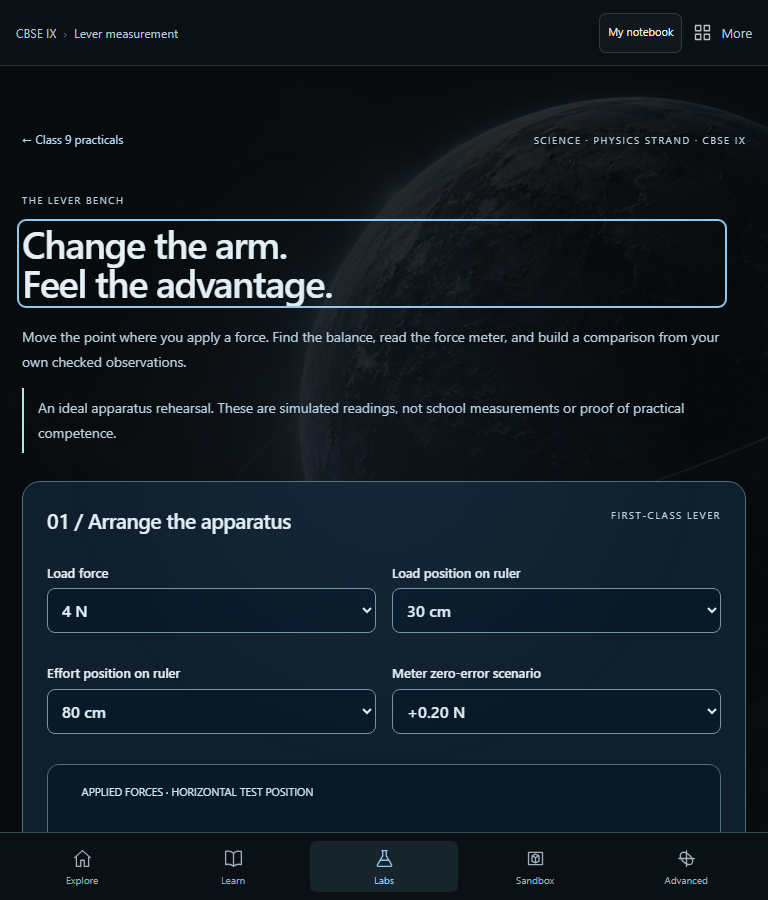 CBSE IX › Lever measurement
My notebook
More
← Class 9 practicals
SCIENCE · PHYSICS STRAND · CBSE IX
THE LEVER BENCH
Change the arm.
Feel the advantage.
Move the point where you apply a force. Find the balance, read the force meter, and build a comparison from your
own checked observations.
An ideal apparatus rehearsal. These are simulated readings, not school measurements or proof of practical
competence.
01 / Arrange the apparatus
FIRST-CLASS LEVER
Load force
Load position on ruler
4 N
30 cm
Effort position on ruler
Meter zero-error scenario
80 cm
+0.20 N
APPLIED FORCES · HORIZONTAL TEST POSITION
Explore
Learn
Labs
Sandbox
Advanced